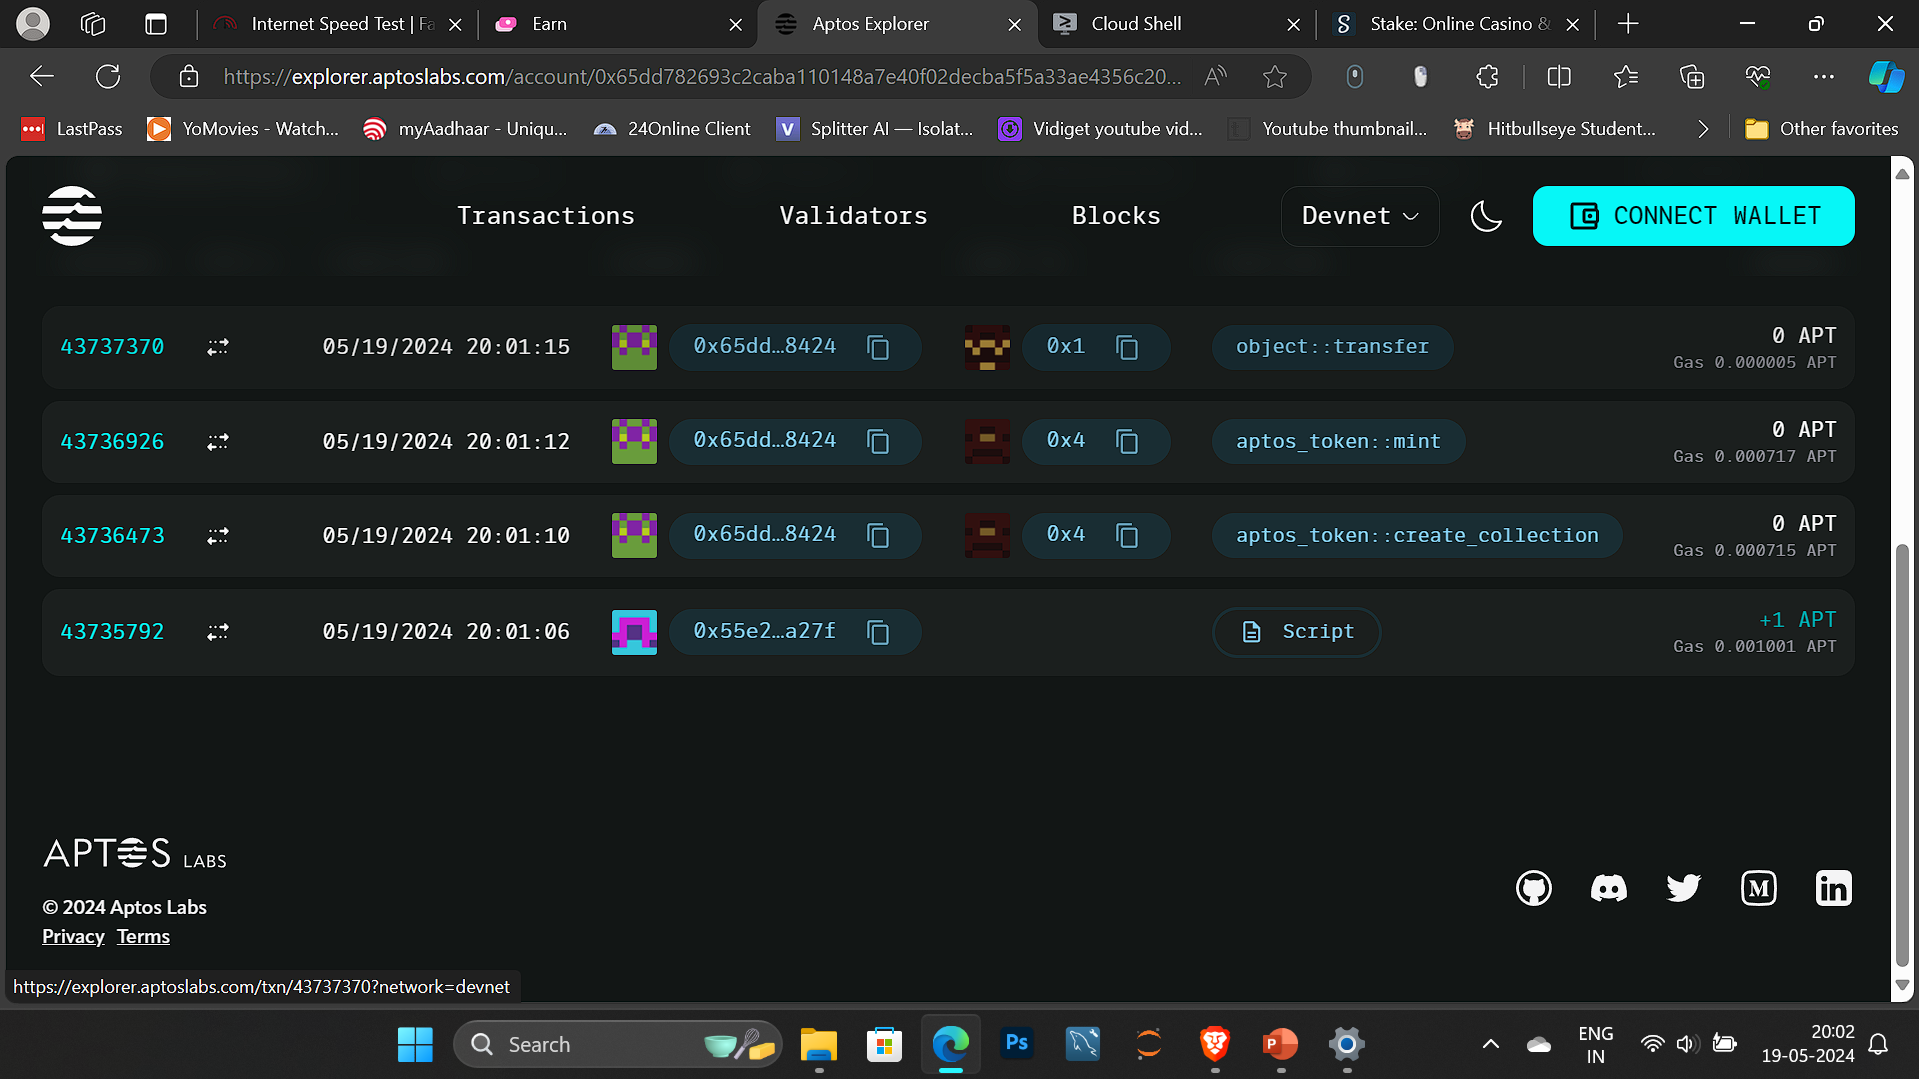 Internet Speed Test | Fa
Earn
Aptos Explorer
Cloud Shell
Stake: Online Casino &
https://explorer.aptoslabs.com/account/0x65dd782693c2caba110148a7e40f02decba5f5a33ae4356c20...
LastPass
YoMovies - Watch...
myAadhaar - Uniqu...
24Online Client
Splitter AI — Isolat...
Vidiget youtube vid...
Youtube thumbnail...
Hitbullseye Student...
Other favorites
Transactions
Validators
Blocks
Devnet
CONNECT WALLET
43737370 05/19/2024 20:01:15 0x65dd…8424 0x1 object::transfer 0 APT
Gas 0.000005 APT
43736926 05/19/2024 20:01:12 0x65dd…8424 0x4 aptos_token::mint 0 APT
Gas 0.000717 APT
43736473 05/19/2024 20:01:10 0x65dd…8424 0x4 aptos_token::create_collection 0 APT
Gas 0.000715 APT
43735792 05/19/2024 20:01:06 0x55e2…a27f Script +1 APT
Gas 0.001001 APT
APTOS LABS
© 2024 Aptos Labs
Privacy Terms
https://explorer.aptoslabs.com/txn/43737370?network=devnet
Search
Ps
ENG
IN
20:02
19-05-2024